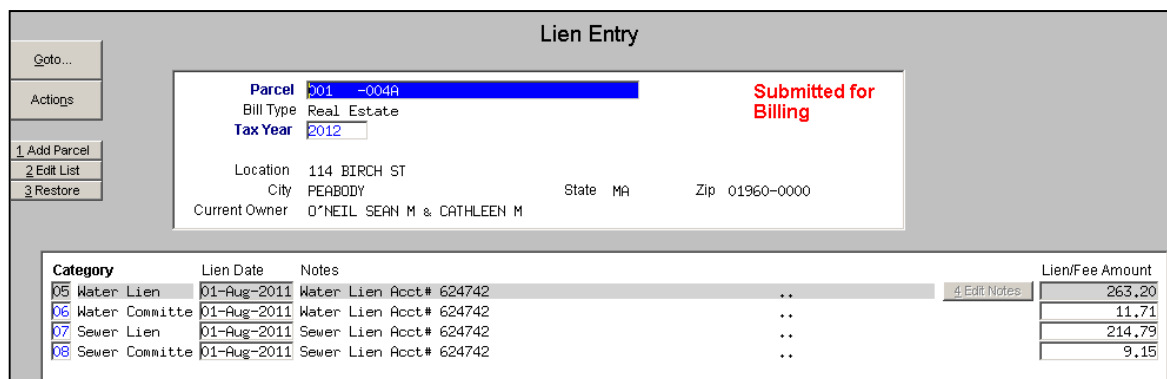 Lien Entry
Goto...
Actions
1 Add Parcel
2 Edit List
3 Restore
Parcel 001 -004A
Submitted for
Billing
Bill Type Real Estate
Tax Year 2012
Location 114 BIRCH ST
City PEABODY State MA Zip 01960-0000
Current Owner O"NEIL SEAN M & CATHLEEN M
Category Lien Date Notes Lien/Fee Amount
05 Water Lien 01-Aug-2011 Water Lien Acct# 624742 .. 4 Edit Notes 263.20
06 Water Committe 01-Aug-2011 Water Lien Acct# 624742 .. 11.71
07 Sewer Lien 01-Aug-2011 Sewer Lien Acct# 624742 .. 214.79
08 Sewer Committe 01-Aug-2011 Sewer Lien Acct# 624742 .. 9.15